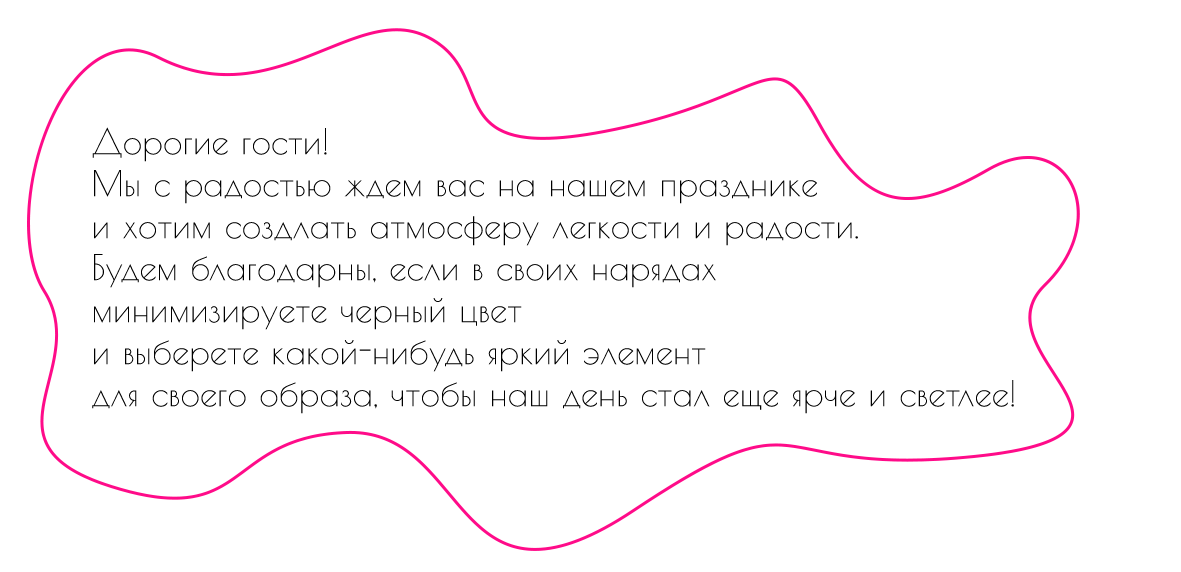 Дорогие гости!
Мы с радостью ждем вас на нашем празднике
и хотим создлать атмосферу легкости и радости.
Будем благодарны, если в своих нарядах
минимизируете черный цвет
и выберете какой-нибудь яркий элемент
для своего образа, чтобы наш день стал еще ярче и светлее!